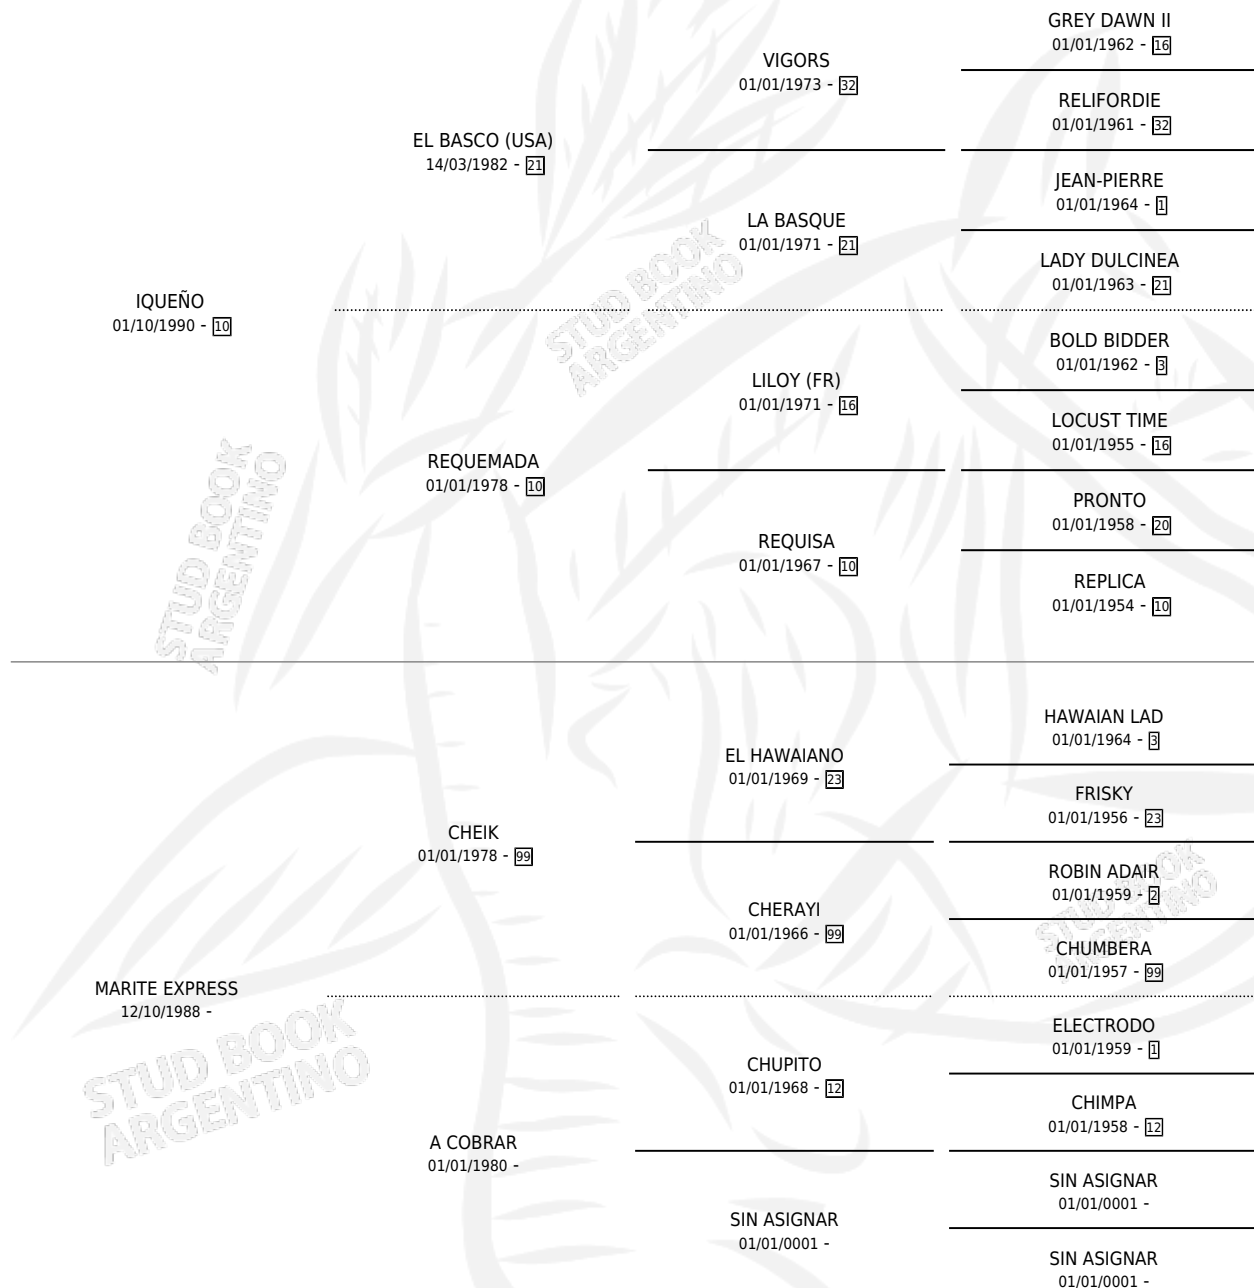 GREY DAWN II
01/01/1962 - 16
VIGORS
01/01/1973 - 32
RELIFORDIE
01/01/1961 - 32
EL BASCO (USA)
14/03/1982 - 21
JEAN-PIERRE
01/01/1964 - 1
LA BASQUE
01/01/1971 - 21
LADY DULCINEA
01/01/1963 - 21
IQUEÑO
01/10/1990 - 10
BOLD BIDDER
01/01/1962 - 3
LILOY (FR)
01/01/1971 - 16
LOCUST TIME
01/01/1955 - 16
REQUEMADA
01/01/1978 - 10
PRONTO
01/01/1958 - 20
REQUISA
01/01/1967 - 10
REPLICA
01/01/1954 - 10
HAWAIAN LAD
01/01/1964 - 3
EL HAWAIANO
01/01/1969 - 23
FRISKY
01/01/1956 - 23
CHEIK
01/01/1978 - 99
ROBIN ADAIR
01/01/1959 - 2
CHERAYI
01/01/1966 - 99
CHUMBERA
01/01/1957 - 99
MARITE EXPRESS
12/10/1988 -
ELECTRODO
01/01/1959 - 1
CHUPITO
01/01/1968 - 12
CHIMPA
01/01/1958 - 12
A COBRAR
01/01/1980 -
SIN ASIGNAR
01/01/0001 -
SIN ASIGNAR
01/01/0001 -
SIN ASIGNAR
01/01/0001 -
STUD BOOK
ARGENTINO
STUD BOOK
ARGENTINO
STUD BOOK
ARGENTINO
STUD BOOK
ARGENTINO